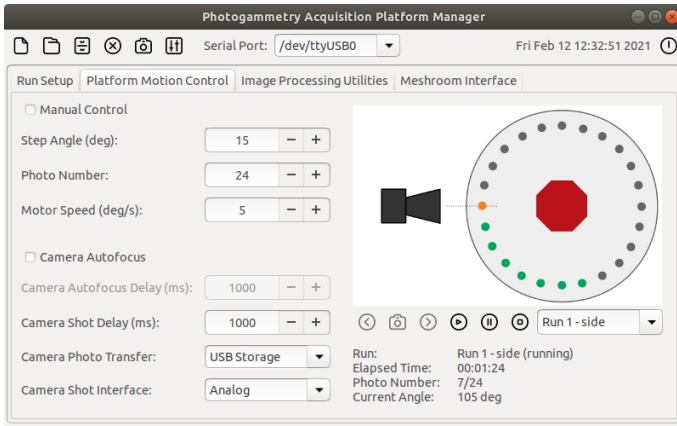 Photogammetry Acquisition Platform Manager
Serial Port: /dev/ttyUSB0 Fri Feb 12 12:32:51 2021
Run Setup Platform Motion Control Image Processing Utilities Meshroom Interface
Manual Control
Step Angle (deg): 15 − +
Photo Number: 24 − +
Motor Speed (deg/s): 5 − +
Camera Autofocus
Camera Autofocus Delay (ms): 1000 − +
Camera Shot Delay (ms): 1000 − +
Camera Photo Transfer: USB Storage
Camera Shot Interface: Analog
Run 1 - side
Run: Run 1 - side (running)
Elapsed Time: 00:01:24
Photo Number: 7/24
Current Angle: 105 deg